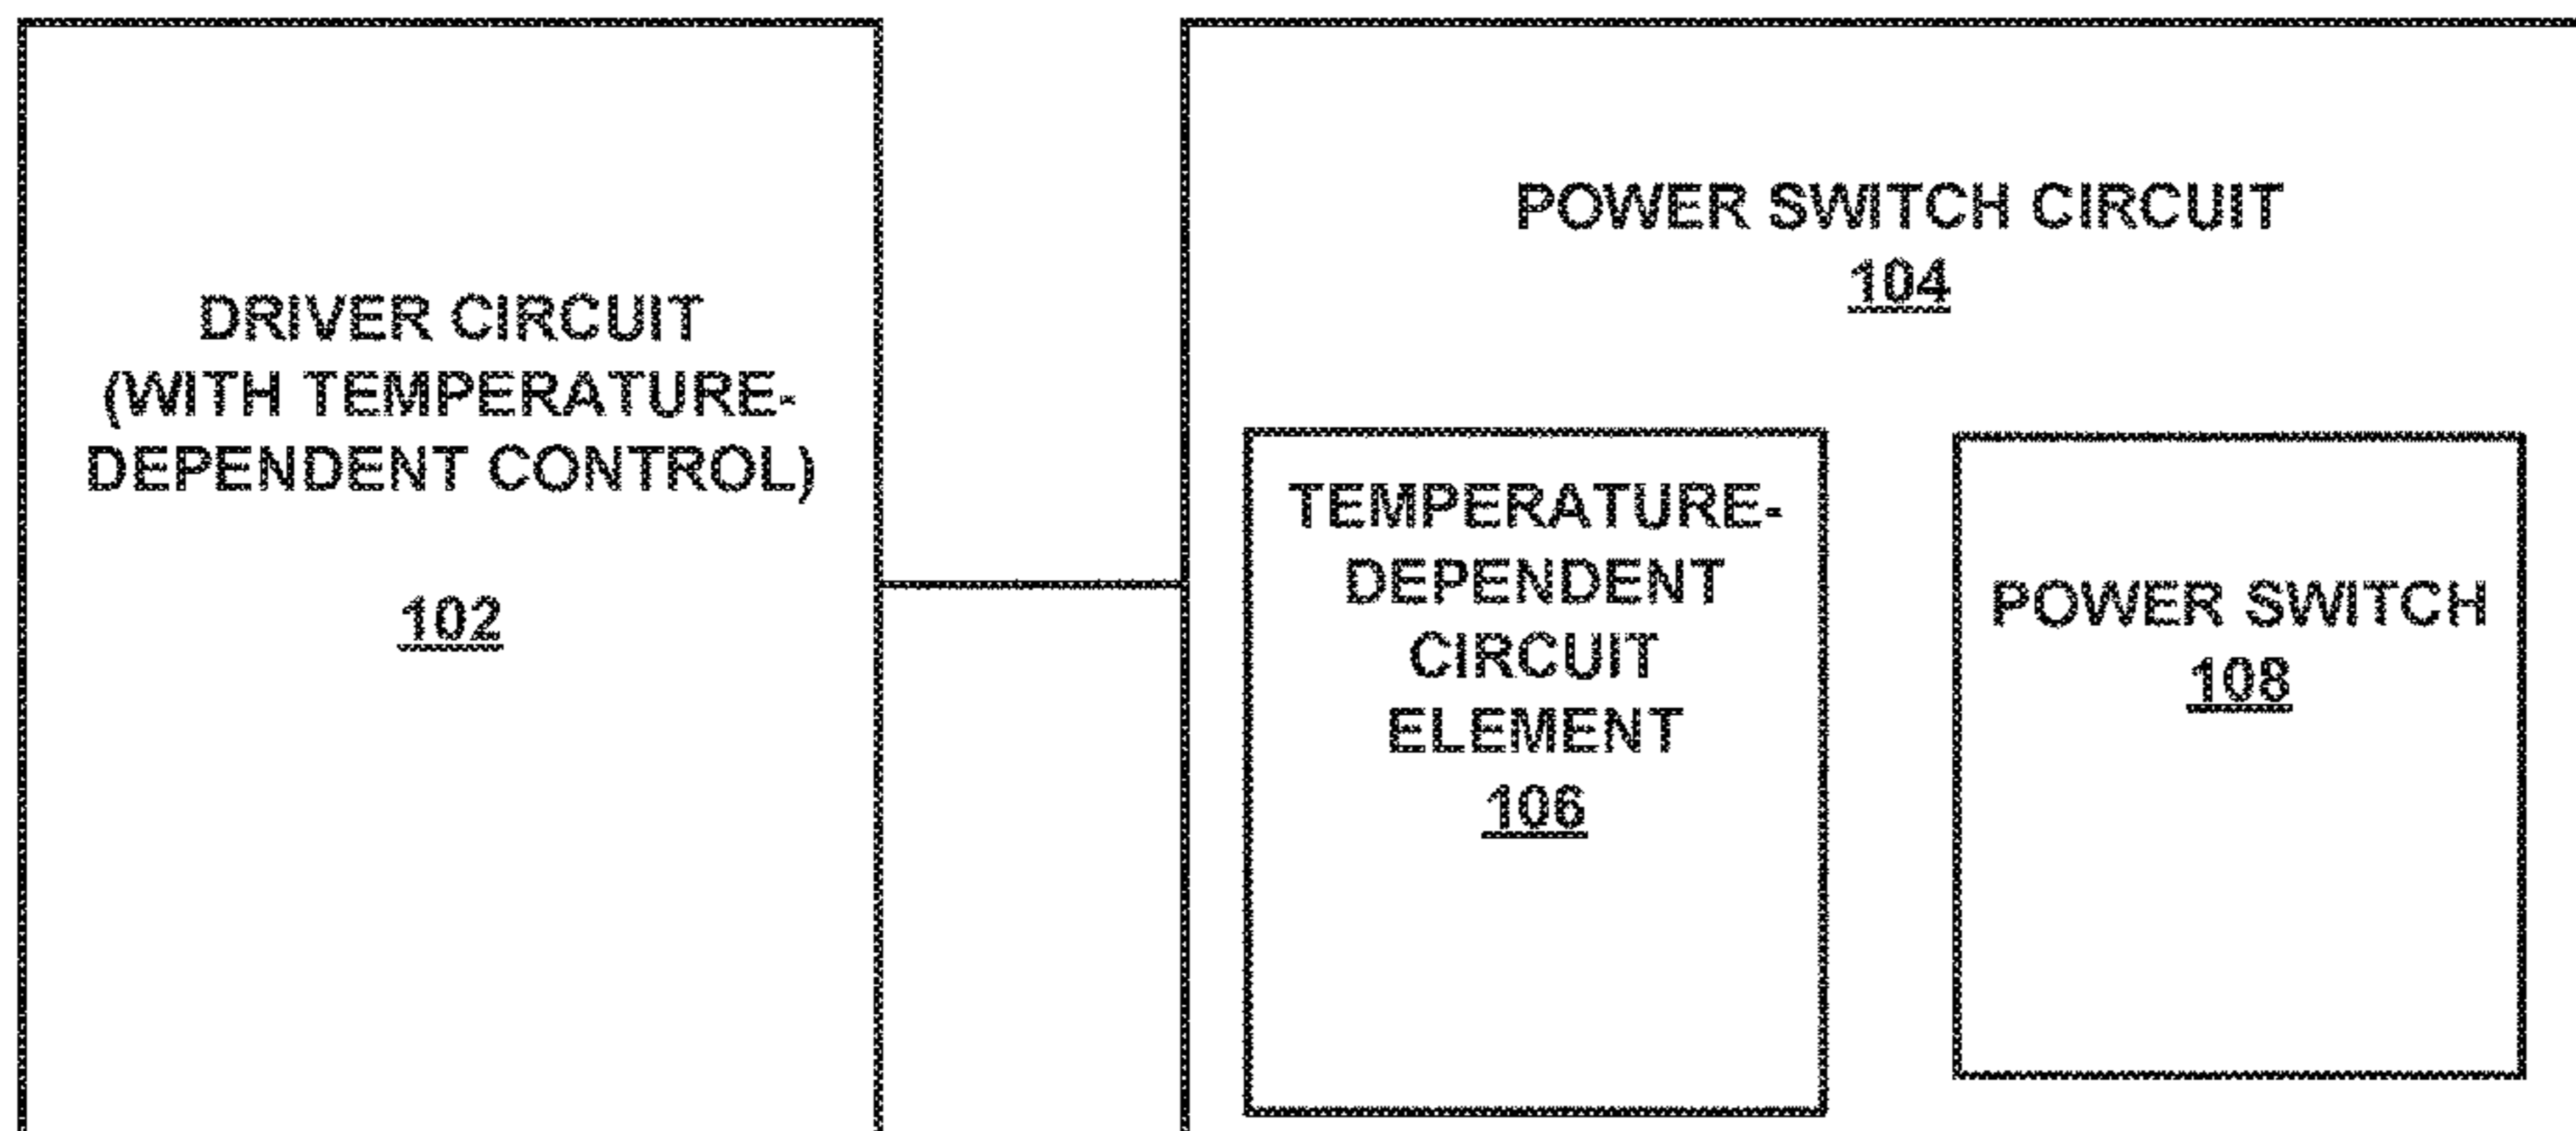 DRIVER CIRCUIT
(WITH TEMPERATURE-
DEPENDENT CONTROL)
102
POWER SWITCH CIRCUIT
104
TEMPERATURE-
DEPENDENT
CIRCUIT
ELEMENT
106
POWER SWITCH
108